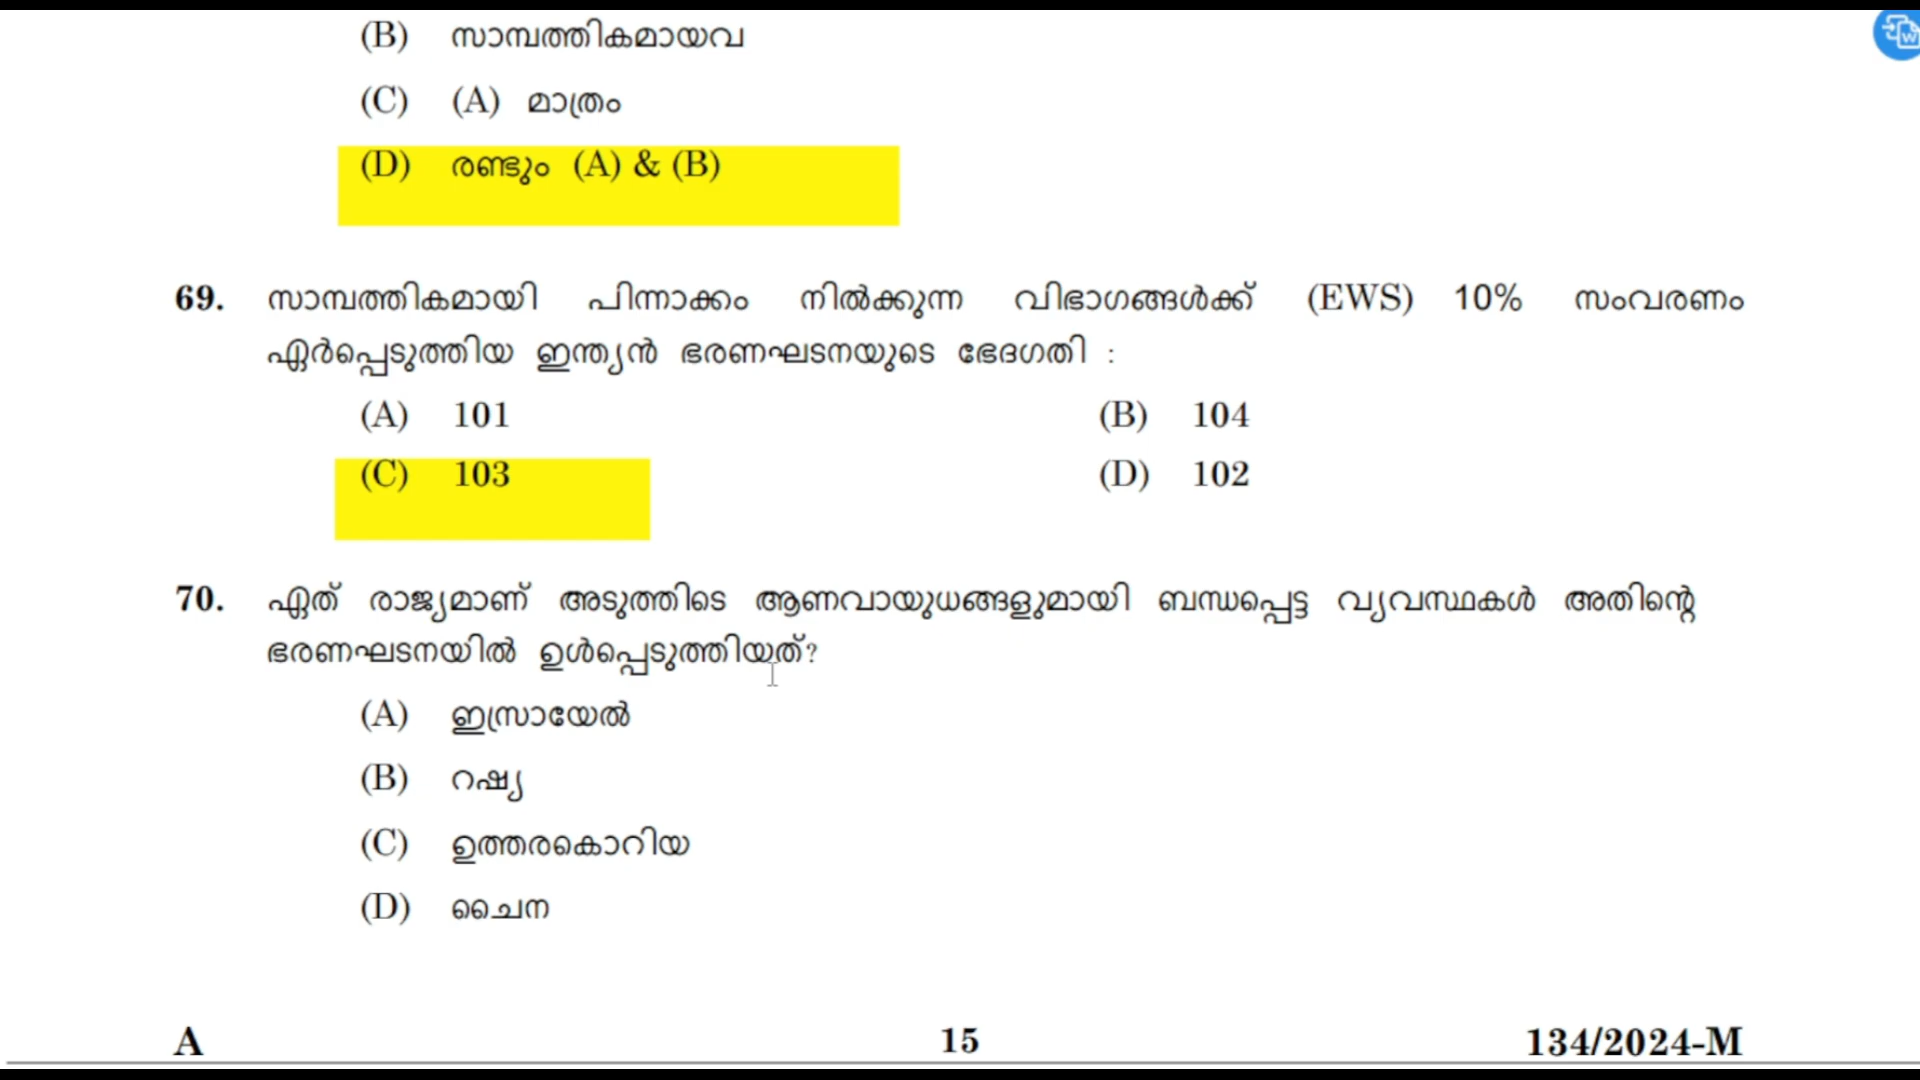 (B) സാമ്പത്തികമായവ
(C) (A) മാത്രം
(D) രണ്ടും (A) & (B)
69. സാമ്പത്തികമായി പിന്നാക്കം നിൽക്കുന്ന വിഭാഗങ്ങൾക്ക് (EWS) 10% സംവരണം
ഏർപ്പെടുത്തിയ ഇന്ത്യൻ ഭരണഘടനയുടെ ഭേദഗതി :
(A) 101 (B) 104
(C) 103 (D) 102
70. ഏത് രാജ്യമാണ് അടുത്തിടെ ആണവായുധങ്ങളുമായി ബന്ധപ്പെട്ട വ്യവസ്ഥകൾ അതിന്റെ
ഭരണഘടനയിൽ ഉൾപ്പെടുത്തിയത്?
(A) ഇസ്രായേൽ
(B) റഷ്യ
(C) ഉത്തരകൊറിയ
(D) ചൈന
A 15 134/2024-M